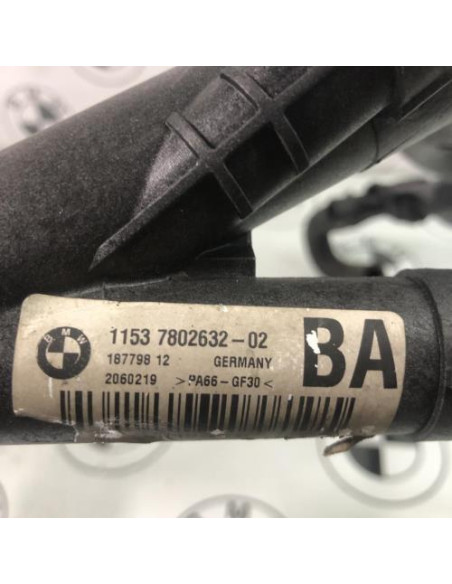 BMW
1153 7802632-02
BA
187798 12 GERMANY
2060219 >PA66-GF30<